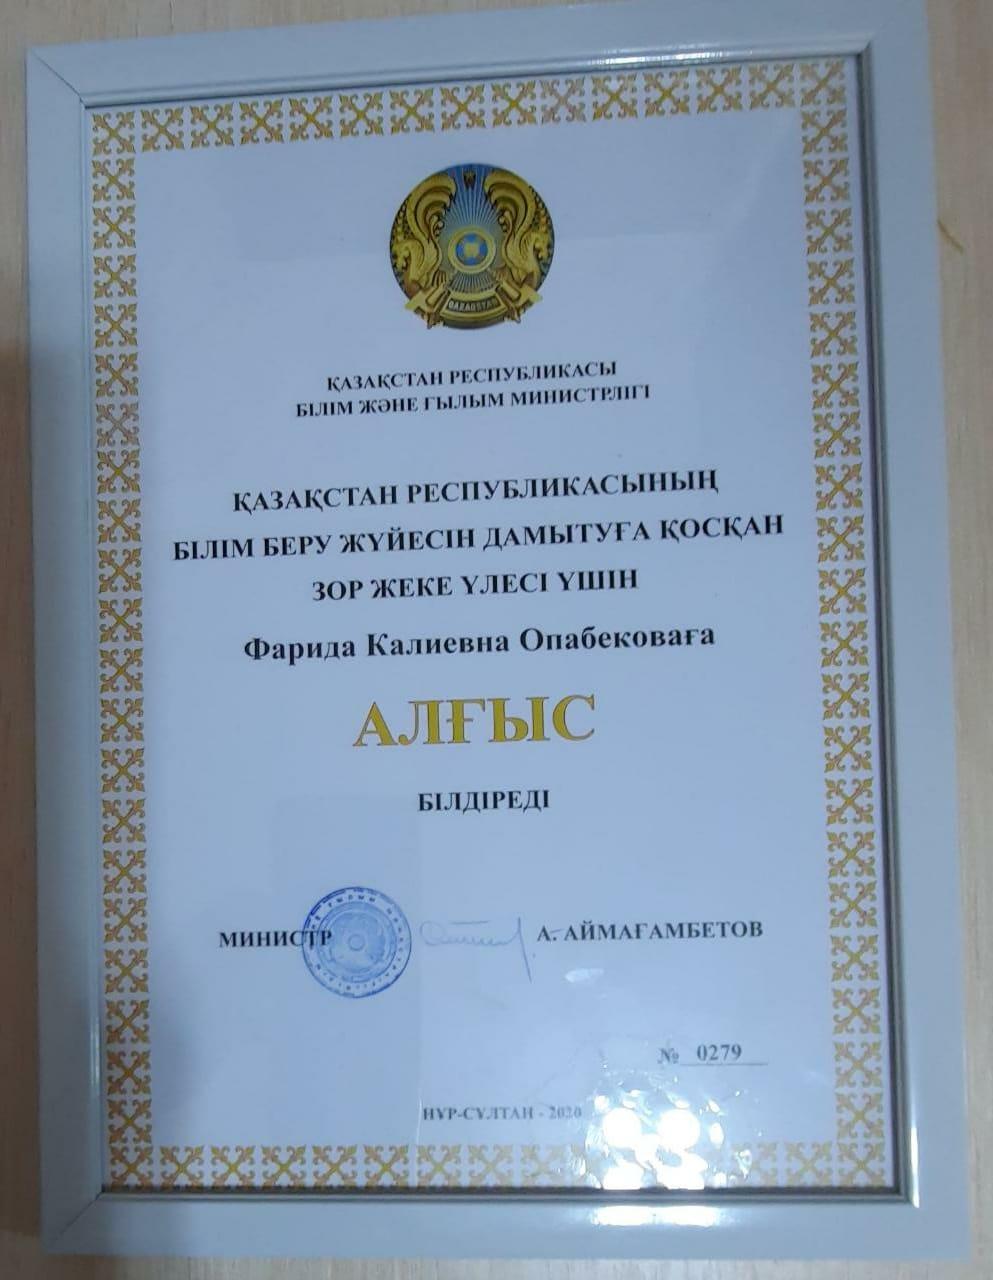 QAZAQSTAN
ҚАЗАҚСТАН РЕСПУБЛИКАСЫ
БІЛІМ ЖӘНЕ ҒЫЛЫМ МИНИСТРЛІГІ
ҚАЗАҚСТАН РЕСПУБЛИКАСЫНЫҢ
БІЛІМ БЕРУ ЖҮЙЕСІН ДАМЫТУҒА ҚОСҚАН
ЗОР ЖЕКЕ ҮЛЕСІ ҮШІН
Фарида Калиевна Опабековаға
АЛҒЫС
БІЛДІРЕДІ
МИНИСТР А. АЙМАҒАМБЕТОВ
№ 0279
НҰР-СҰЛТАН - 2020